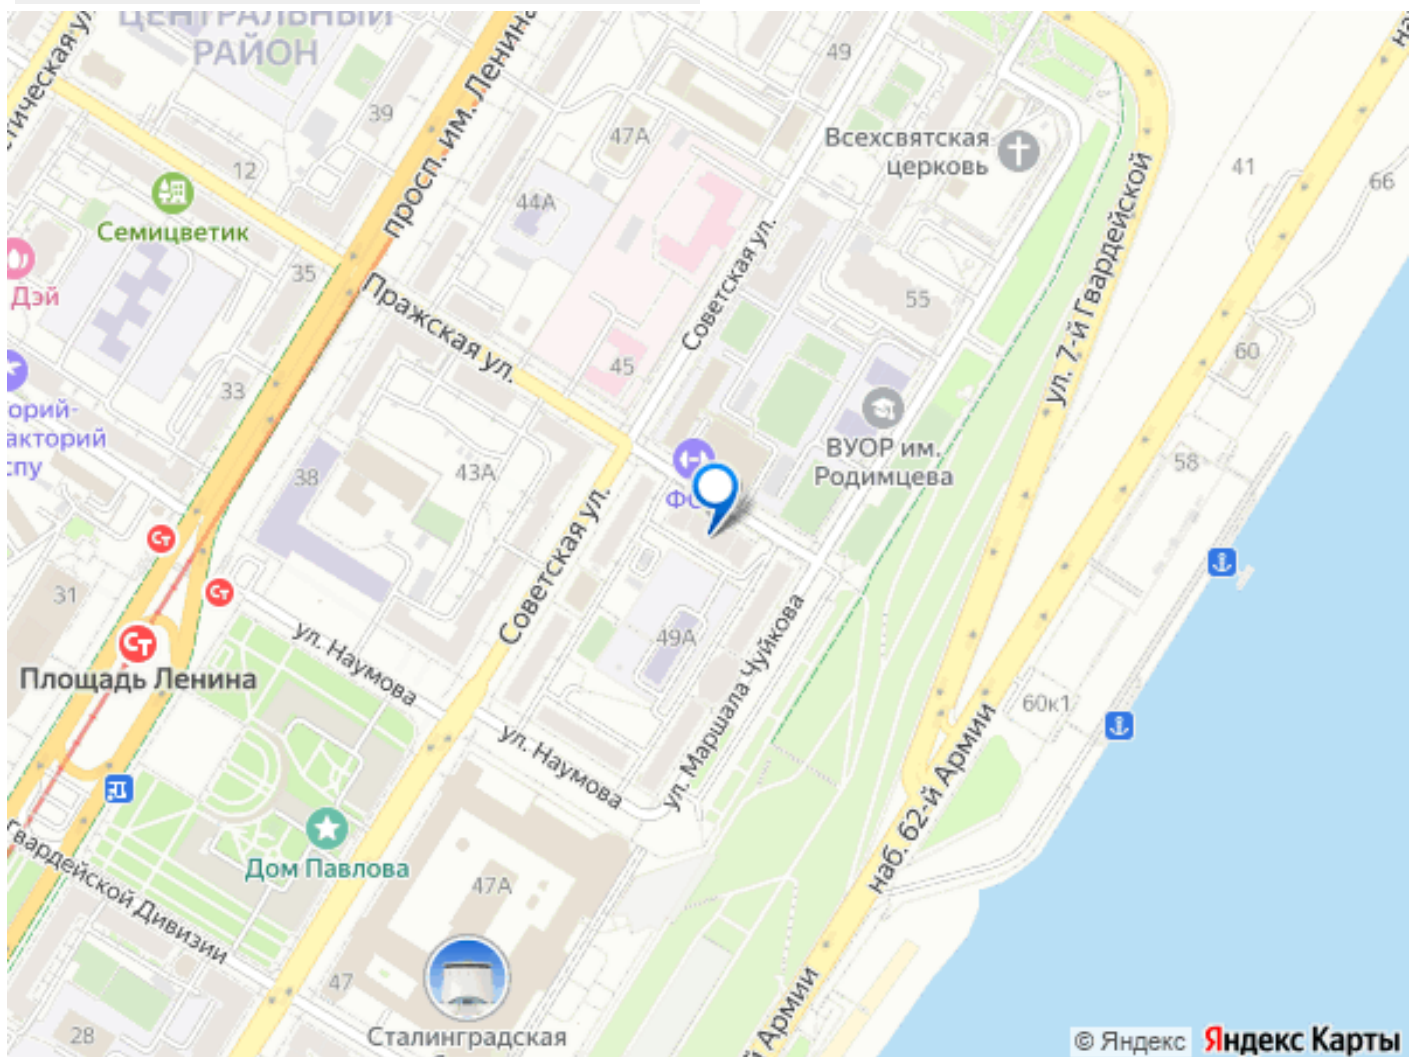 ЦЕНТРАЛЬНЫЙ
РАЙОН
просп. им. Ленина
39
12
Семицветик
Дэй
35
33
47А
44А
49
Всехсвятская
церковь
41
66
Советская ул.
Пражская ул.
45
55
ул. 7-й Гвардейской
60
58
ВУОР им.
Родимцева
38
43А
31
Площадь Ленина
Советская ул.
ул. Наумова
ул. Наумова
49А
ул. Маршала Чуйкова
60к1
наб. 62-й Армии
Дом Павлова
Гвардейской Дивизии
47А
47
28
Сталинградская
й Армии
© Яндекс
Яндекс Карты